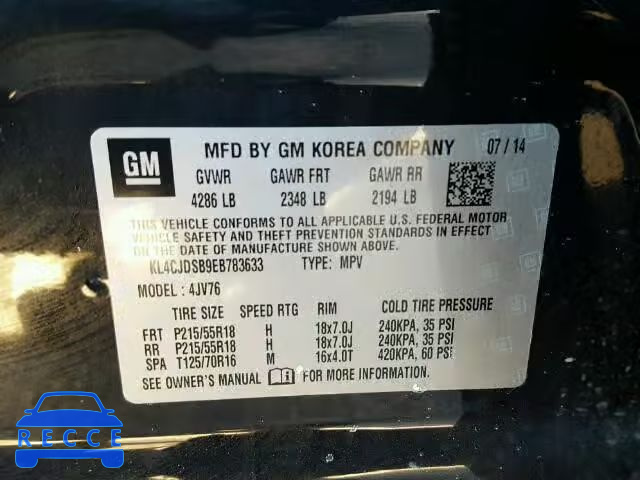 GM
MFD BY GM KOREA COMPANY 07/14
GVWR GAWR FRT GAWR RR
4286 LB 2348 LB 2194 LB
THIS VEHICLE CONFORMS TO ALL APPLICABLE U.S. FEDERAL MOTOR
VEHICLE SAFETY AND THEFT PREVENTION STANDARDS IN EFFECT
ON THE DATE OF MANUFACTURE SHOWN ABOVE.
KL4CJDSB9EB783633 TYPE: MPV
MODEL: 4JV76
TIRE SIZE SPEED RTG RIM COLD TIRE PRESSURE
FRT P215/55R18 H 18x7.0J 240KPA, 35 PSI
RR P215/55R18 H 18x7.0J 240KPA, 35 PSI
SPA T125/70R16 M 16x4.0T 420KPA, 60 PSI
SEE OWNER'S MANUAL FOR MORE INFORMATION.
RECCE